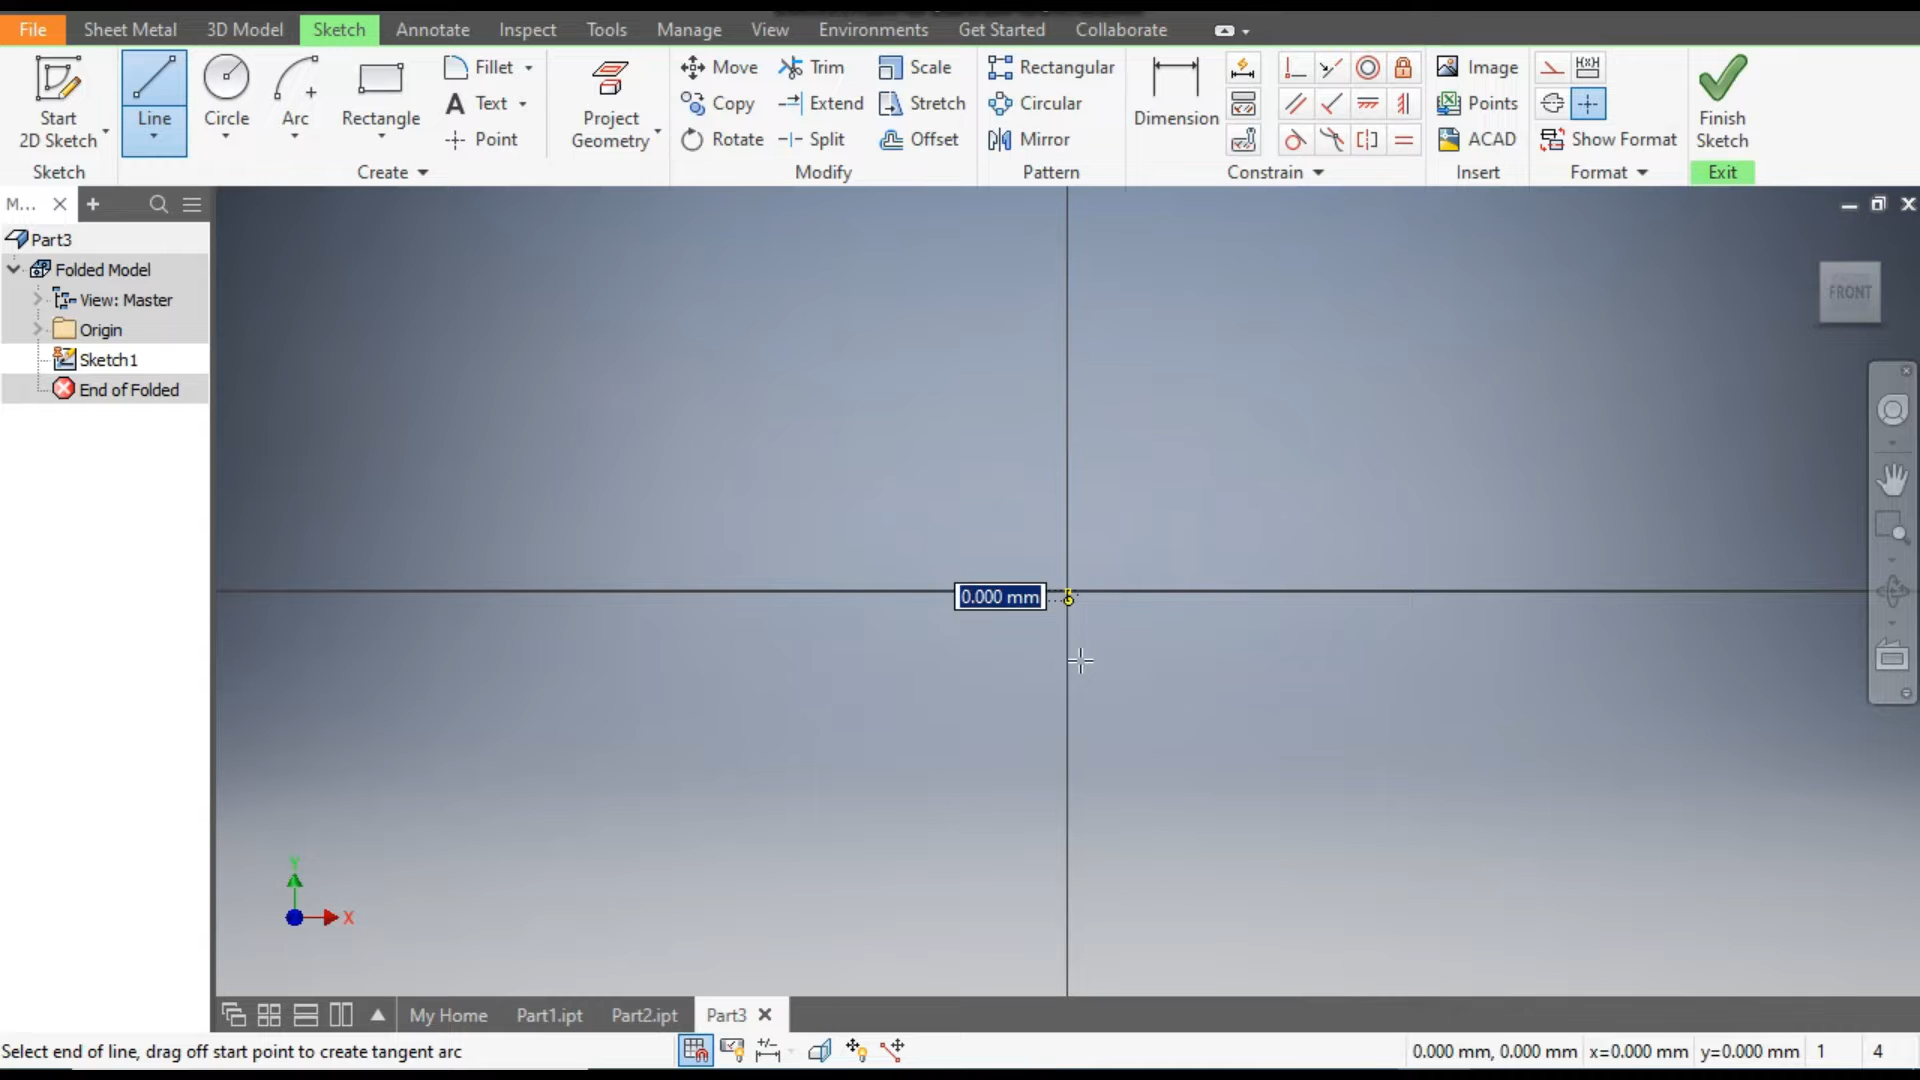 File Sheet Metal 3D Model Sketch Annotate Inspect Tools Manage View Environments Get Started Collaborate
Start 2D Sketch
Line
Circle
Arc
Rectangle
Fillet
Text
Point
Project Geometry
Move
Copy
Rotate
Trim
Extend
Split
Scale
Stretch
Offset
Rectangular
Circular
Mirror
Dimension
Image
Points
ACAD
Show Format
Finish Sketch
Sketch Create Modify Pattern Constrain Insert Format Exit
M...
Part3
Folded Model
View: Master
Origin
Sketch1
End of Folded
FRONT
0.000 mm
Y
X
My Home Part1.ipt Part2.ipt Part3
Select end of line, drag off start point to create tangent arc
0.000 mm, 0.000 mm x=0.000 mm y=0.000 mm 1 4